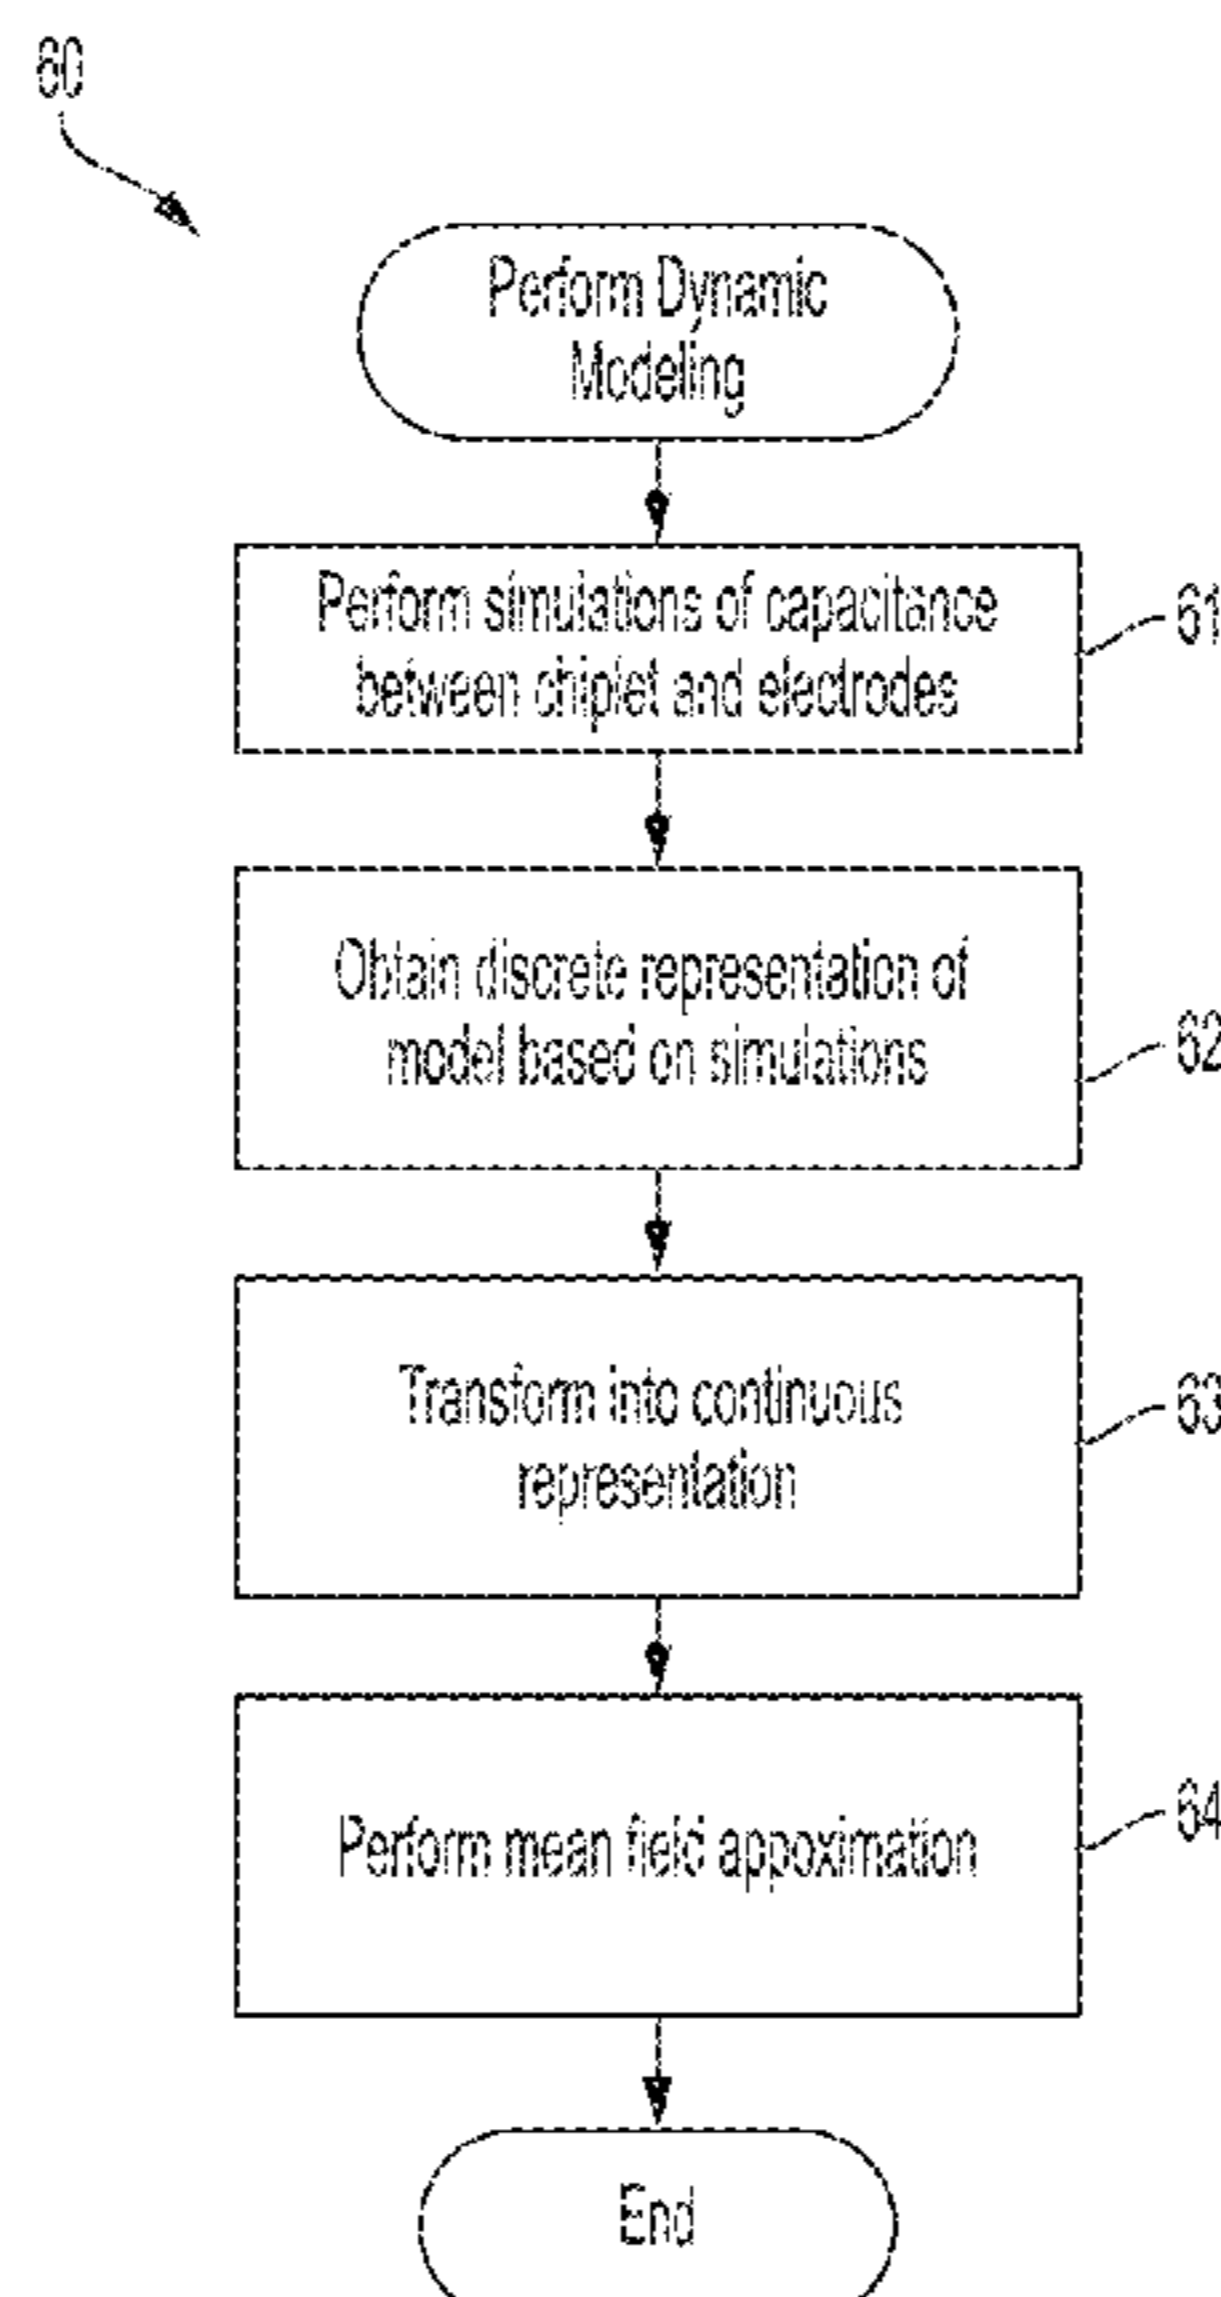 60
Perform Dynamic
Modeling
Perform simulations of capacitance
between chiplet and electrodes
61
Obtain discrete representation of
model based on simulations
62
Transform into continuous
representation
63
Perform mean field appoximation
64
End